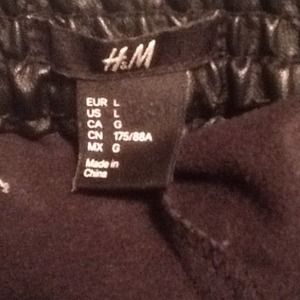 H&M
EUR L
US L
CA G
CN 175/88A
MX G
Made in
China